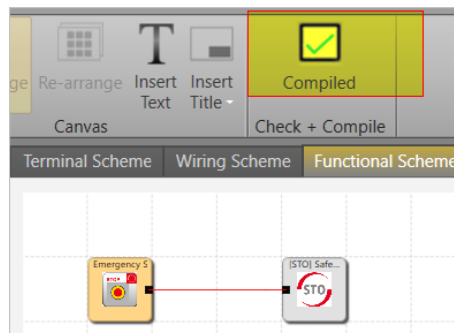 ge
Re-arrange
Insert
Text
Insert
Title
Compiled
Canvas
Check + Compile
Terminal Scheme
Wiring Scheme
Functional Scheme
Emergency S
(STO) Safe...
STOP
STO